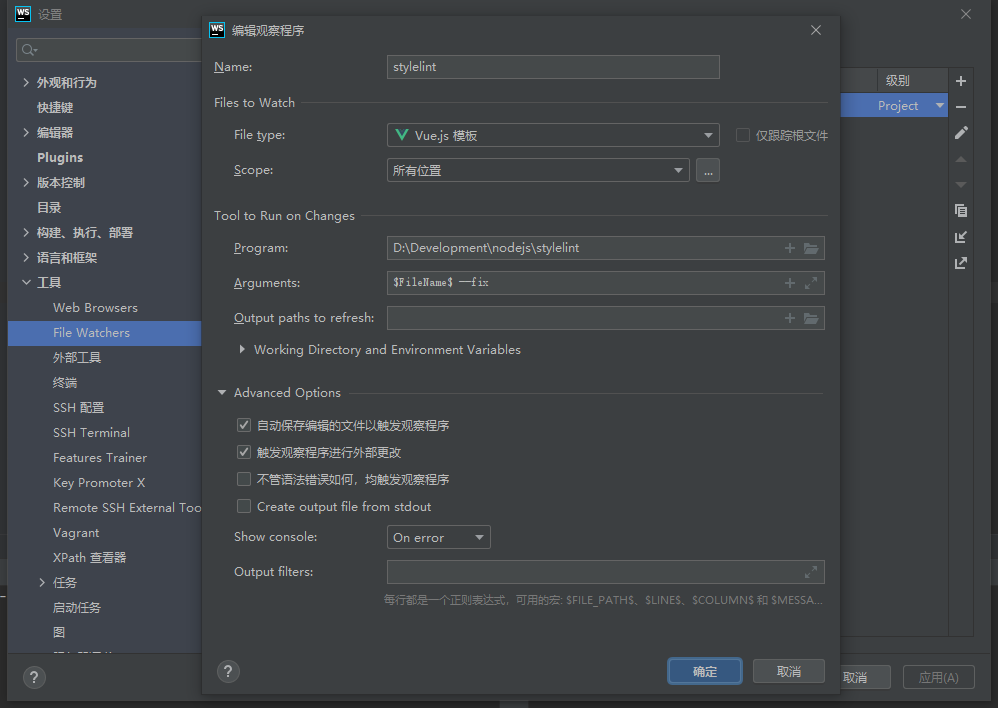 WS 设置
外观和行为
快捷键
编辑器
Plugins
版本控制
目录
构建、执行、部署
语言和框架
工具
Web Browsers
File Watchers
外部工具
终端
SSH 配置
SSH Terminal
Features Trainer
Key Promoter X
Remote SSH External Too
Vagrant
XPath 查看器
任务
启动任务
图
?
WS 编辑观察程序
Name: stylelint
Files to Watch
File type: Vue.js 模板 仅跟踪根文件
Scope: 所有位置 ...
Tool to Run on Changes
Program: D:\Development\nodejs\stylelint
Arguments: $FileName$ --fix
Output paths to refresh:
Working Directory and Environment Variables
Advanced Options
自动保存编辑的文件以触发观察程序
触发观察程序进行外部更改
不管语法错误如何，均触发观察程序
Create output file from stdout
Show console: On error
Output filters:
每行都是一个正则表达式，可用的宏: $FILE_PATH$、$LINE$、$COLUMN$ 和 $MESSA...
? 确定 取消
级别
Project
取消 应用(A)